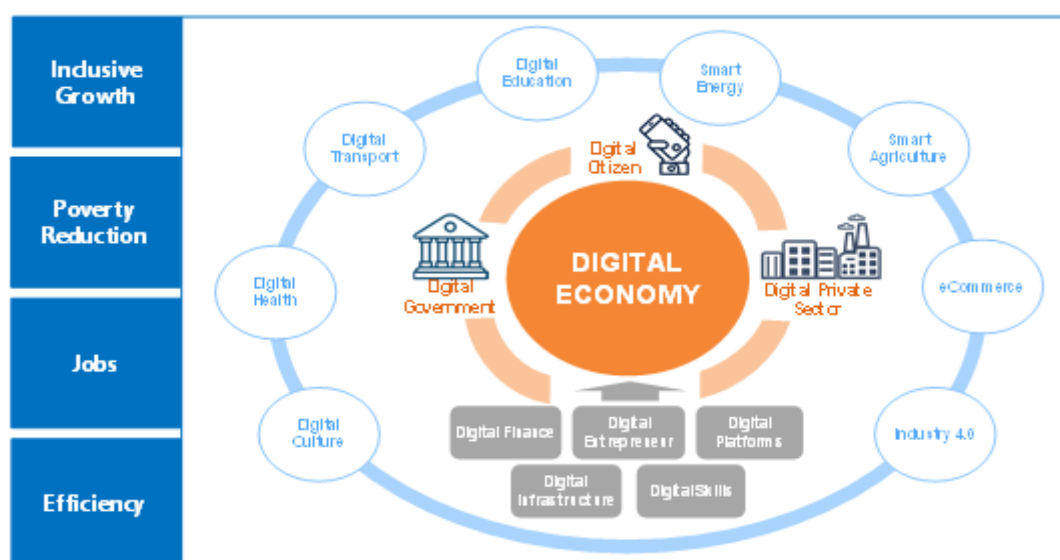 Inclusive
Growth
Poverty
Reduction
Jobs
Efficiency
Digital
Education
Smart
Energy
Digital
Transport
Smart
Agriculture
Digital
Health
eCommerce
Digital
Culture
Industry 4.0
Digital
Citizen
Digital
Government
Digital Private
Sector
DIGITAL
ECONOMY
Digital Finance
Digital
Entrepreneur
Digital
Platforms
Digital
Infrastructure
Digital Skills